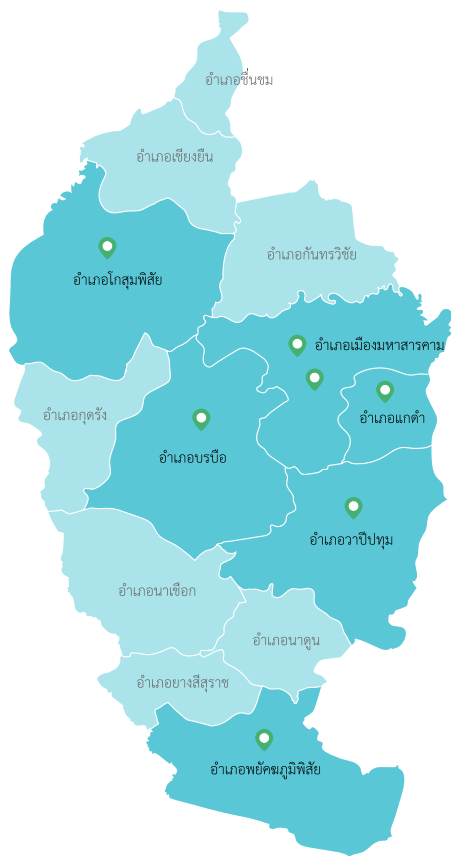 อำเภอชื่นชม
อำเภอเชียงยืน
อำเภอกันทรวิชัย
อำเภอโกสุมพิสัย
อำเภอเมืองมหาสารคาม
อำเภอกุดรัง
อำเภอแกดำ
อำเภอบรบือ
อำเภอวาปีปทุม
อำเภอนาเชือก
อำเภอนาดูน
อำเภอยางสีสุราช
อำเภอพยัคฆภูมิพิสัย